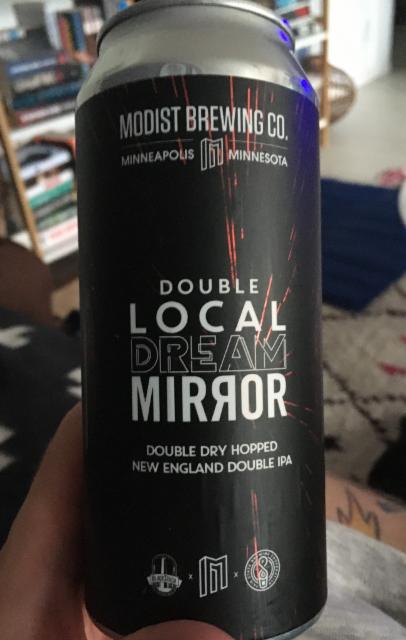 MODIST BREWING CO.
MINNEAPOLIS M MINNESOTA
DOUBLE
LOCAL
DREAM
MIRЯOR
DOUBLE DRY HOPPED
NEW ENGLAND DOUBLE IPA
x M x